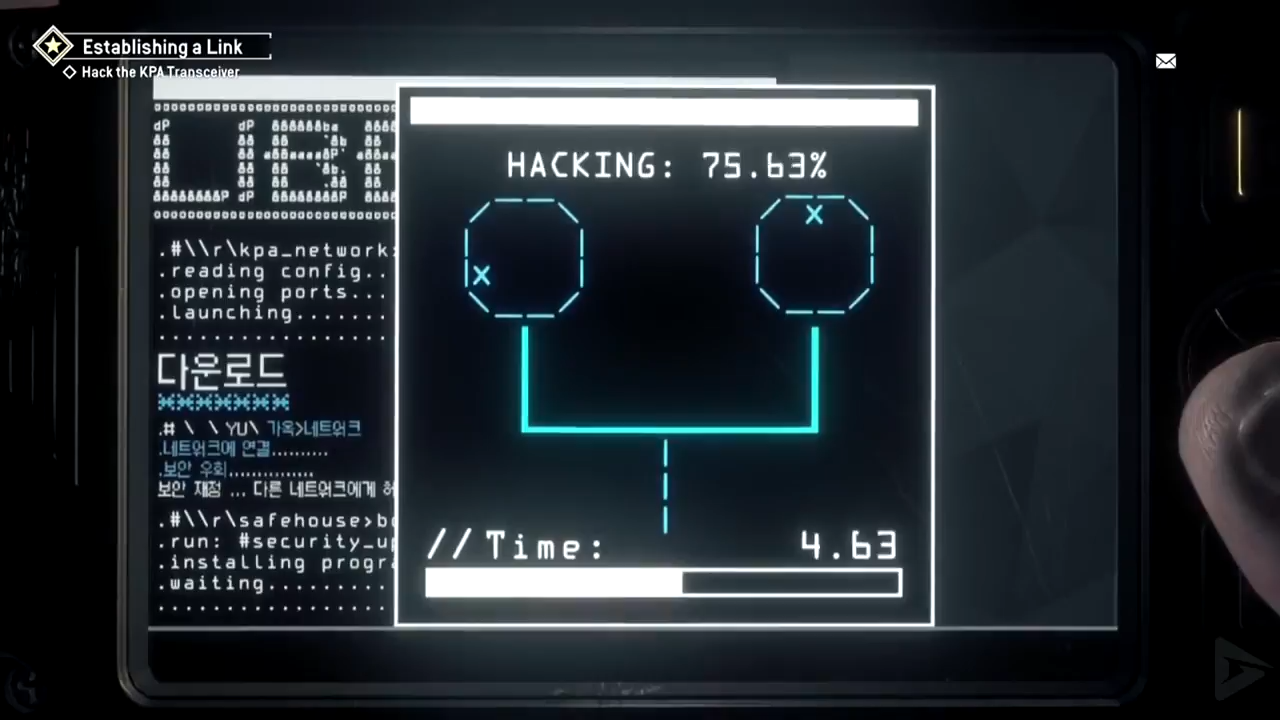 Establishing a Link
Hack the KPA Transceiver
HACKING: 75.63%
.#\\r\kpa_network>
.reading config..
.opening ports...
.launching.......
다운로드
.# \ \ YU\ 가옥>네트워크
.네트워크에 연결..........
.보안 우회...............
보안 재정 ... 다른 네트워크에게 허
.#\\r\safehouse>b
.run: #security_u
.installing progr
.waiting..........
// Time: 4.63